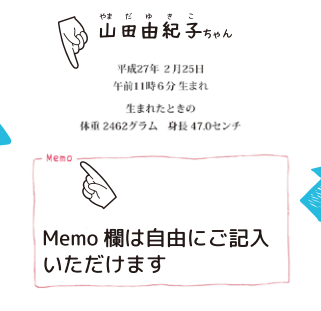 やまだゆきこ
山田由紀子ちゃん
平成27年 2月25日
午前11時6分 生まれ
生まれたときの
体重 2462グラム 身長 47.0センチ
Memo
Memo 欄は自由にご記入
いただけます